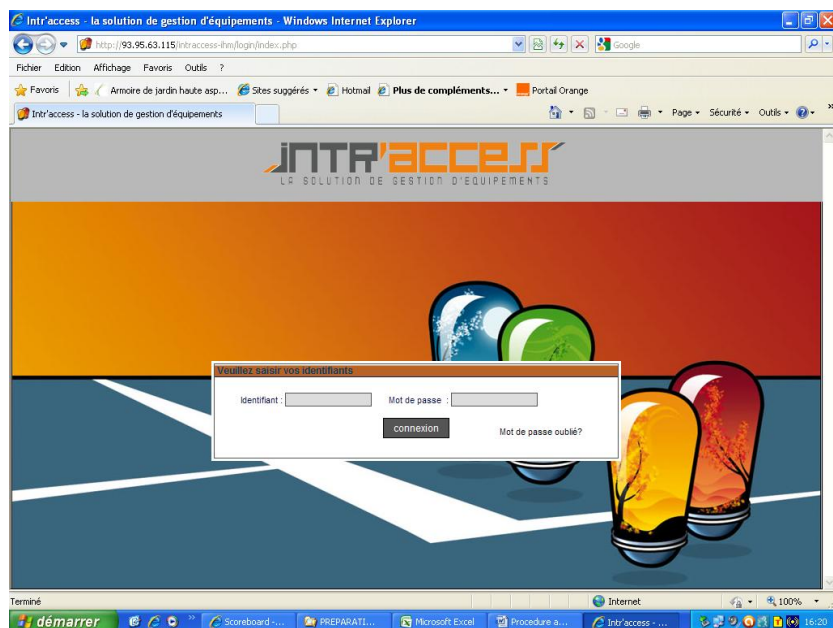 Intr'access - la solution de gestion d'équipements - Windows Internet Explorer
http://93.95.63.115/intraccess-ihm/login/index.php
Google
Fichier Edition Affichage Favoris Outils ?
Favoris Armoire de jardin haute asp... Sites suggérés Hotmail Plus de compléments... Portail Orange
Intr'access - la solution de gestion d'équipements
Page Sécurité Outils
INTR'ACCESS
LA SOLUTION DE GESTION D'EQUIPEMENTS
Veuillez saisir vos identifiants
Identifiant : Mot de passe :
connexion
Mot de passe oublié?
Terminé Internet 100%
démarrer Scoreboard -... PREPARATI... Microsoft Excel Procedure a... Intr'access - ... 16:20